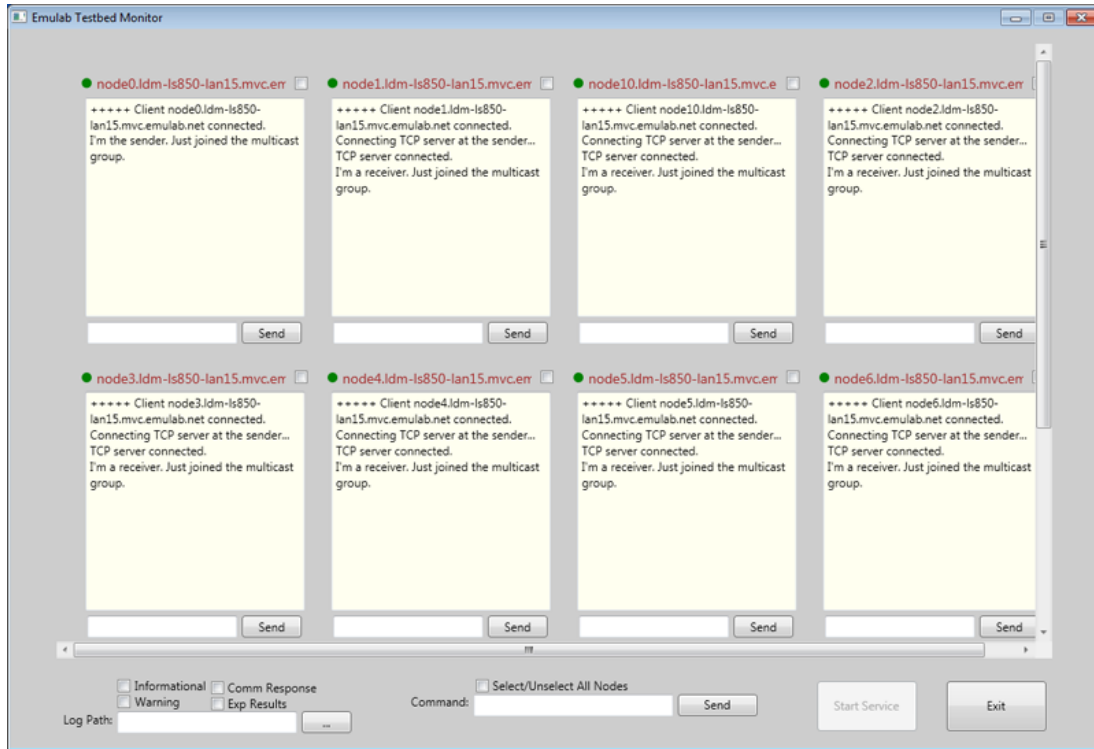 Emulab Testbed Monitor
node0.ldm-ls850-lan15.mvc.em
+++++ Client node0.ldm-ls850-
lan15.mvc.emulab.net connected.
I'm the sender. Just joined the multicast
group.
Send
node1.ldm-ls850-lan15.mvc.em
+++++ Client node1.ldm-ls850-
lan15.mvc.emulab.net connected.
Connecting TCP server at the sender...
TCP server connected.
I'm a receiver. Just joined the multicast
group.
Send
node10.ldm-ls850-lan15.mvc.e
+++++ Client node10.ldm-ls850-
lan15.mvc.emulab.net connected.
Connecting TCP server at the sender...
TCP server connected.
I'm a receiver. Just joined the multicast
group.
Send
node2.ldm-ls850-lan15.mvc.em
+++++ Client node2.ldm-ls850-
lan15.mvc.emulab.net connected.
Connecting TCP server at the sender...
TCP server connected.
I'm a receiver. Just joined the multicast
group.
Send
node3.ldm-ls850-lan15.mvc.em
+++++ Client node3.ldm-ls850-
lan15.mvc.emulab.net connected.
Connecting TCP server at the sender...
TCP server connected.
I'm a receiver. Just joined the multicast
group.
Send
node4.ldm-ls850-lan15.mvc.em
+++++ Client node4.ldm-ls850-
lan15.mvc.emulab.net connected.
Connecting TCP server at the sender...
TCP server connected.
I'm a receiver. Just joined the multicast
group.
Send
node5.ldm-ls850-lan15.mvc.em
+++++ Client node5.ldm-ls850-
lan15.mvc.emulab.net connected.
Connecting TCP server at the sender...
TCP server connected.
I'm a receiver. Just joined the multicast
group.
Send
node6.ldm-ls850-lan15.mvc.em
+++++ Client node6.ldm-ls850-
lan15.mvc.emulab.net connected.
Connecting TCP server at the sender...
TCP server connected.
I'm a receiver. Just joined the multicast
group.
Send
Informational
Comm Response
Warning
Exp Results
Log Path:
...
Select/Unselect All Nodes
Command:
Send
Start Service
Exit